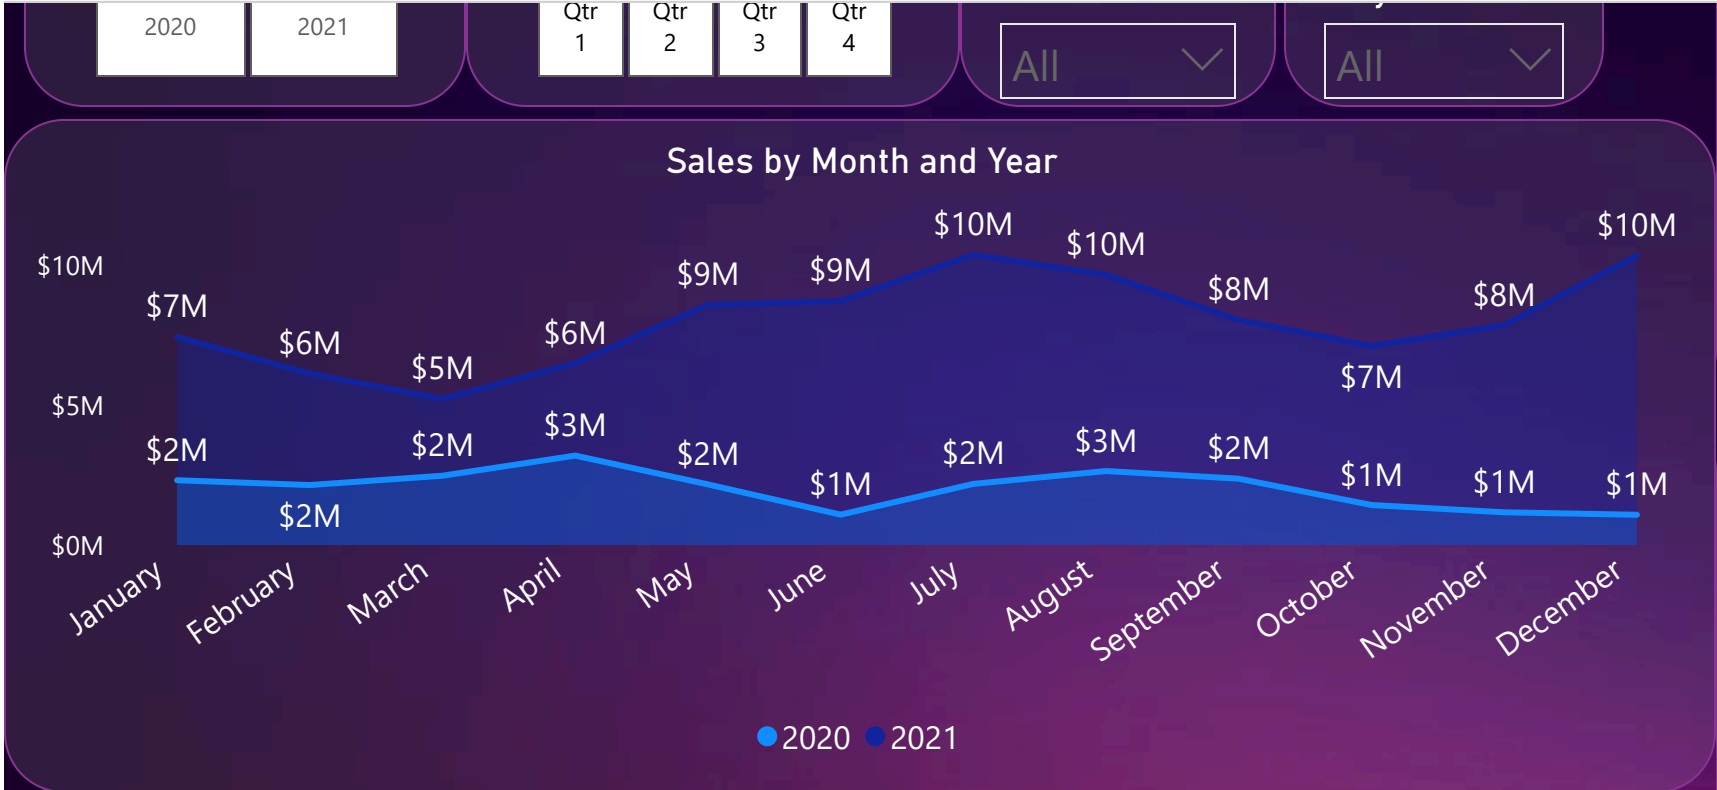 2020
2021
Qtr
1
Qtr
2
Qtr
3
Qtr
4
All
All
Sales by Month and Year
$10M
$5M
$0M
$7M
$6M
$5M
$6M
$9M
$9M
$10M
$10M
$8M
$7M
$8M
$10M
$2M
$2M
$2M
$3M
$2M
$1M
$2M
$3M
$2M
$1M
$1M
$1M
January
February
March
April
May
June
July
August
September
October
November
December
2020
2021